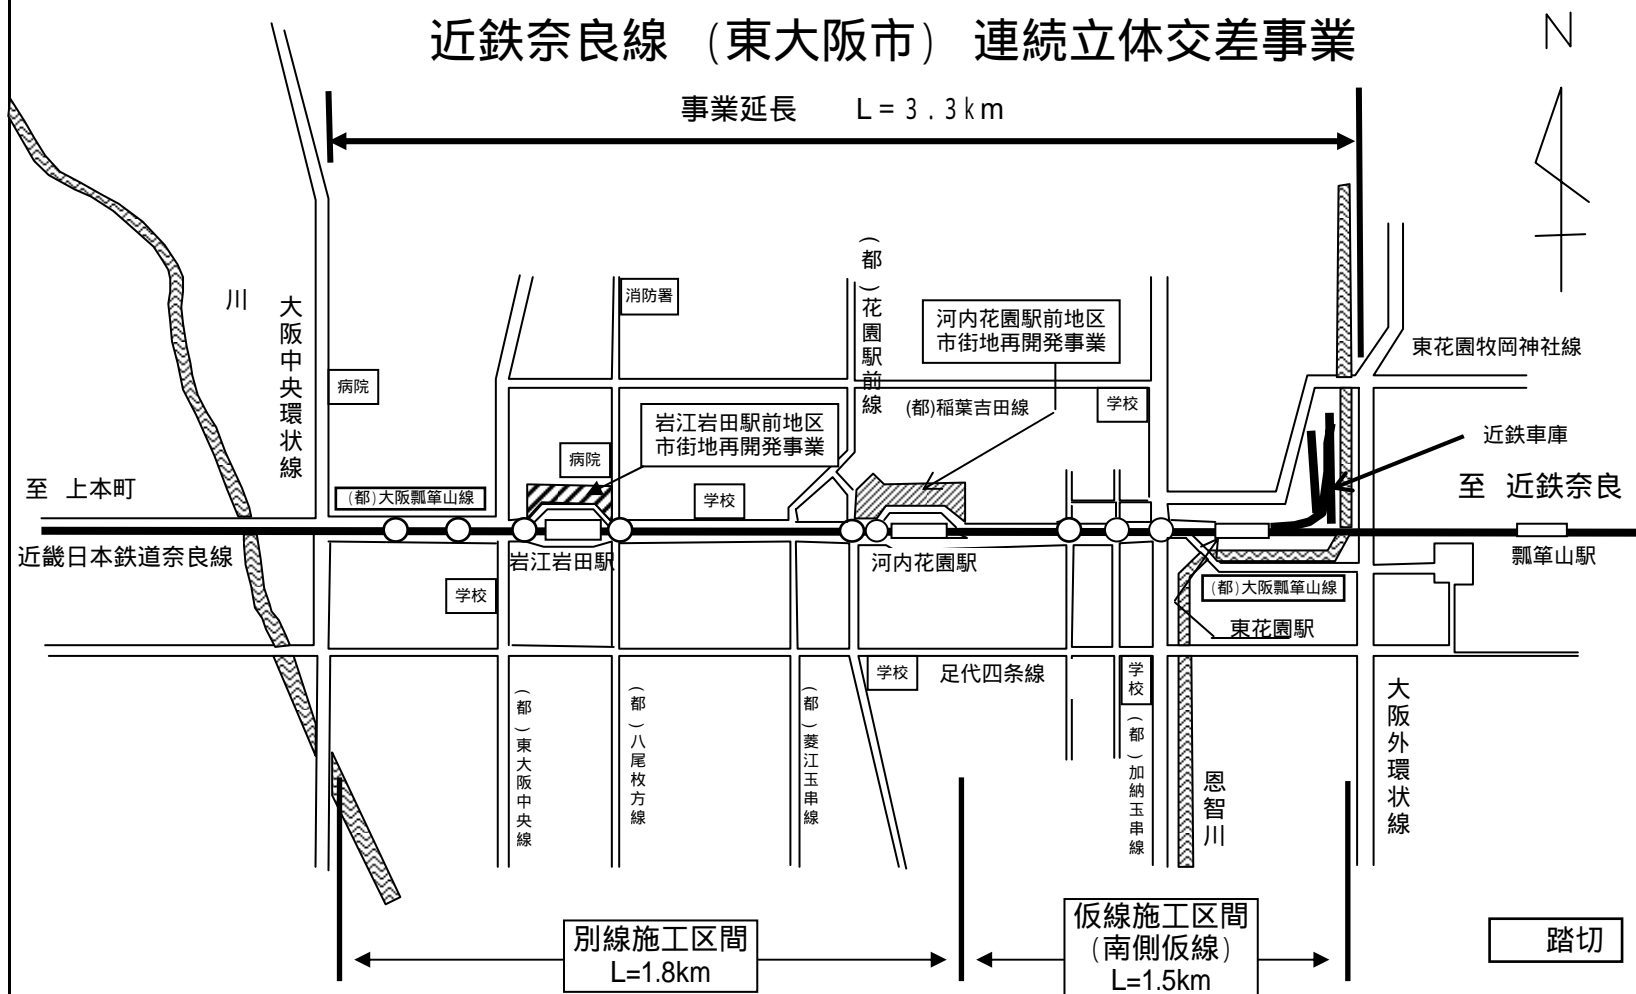 近鉄奈良線 (東大阪市) 連続立体交差事業
N
事業延長 L=3.3km
川
大阪中央環状線
消防署
(都)花園駅前線
河内花園駅前地区
市街地再開発事業
東花園牧岡神社線
病院
岩江岩田駅前地区
市街地再開発事業
(都)稲葉吉田線
学校
近鉄車庫
病院
至 上本町
(都)大阪瓢箪山線
学校
至 近鉄奈良
近畿日本鉄道奈良線
岩江岩田駅
河内花園駅
瓢箪山駅
学校
(都)大阪瓢箪山線
東花園駅
学校
足代四条線
学校
(都)東大阪中央線
(都)八尾枚方線
(都)菱江玉串線
(都)加納玉串線
恩智川
大阪外環状線
別線施工区間
L=1.8km
仮線施工区間
(南側仮線)
L=1.5km
踏切